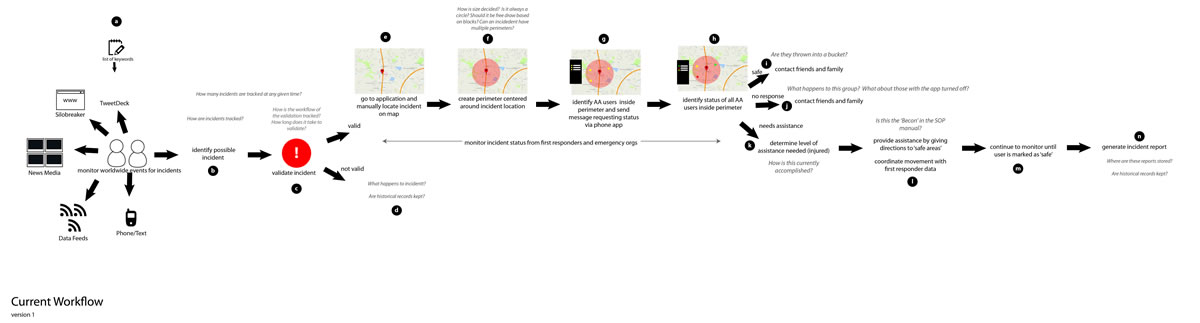 a
list of keywords
www
Silobreaker
TweetDeck
News Media
monitor worldwide events for incidents
Data Feeds
Phone/Text
How many incidents are tracked at any given time?
How are incidents tracked?
identify possible
incident
b
How is the workflow of
the validation tracked?
How long does it take to
validate?
!
validate incident
c
valid
not valid
What happens to incident?
Are historical records kept?
d
e
go to application and
manually locate incident
on map
How is size decided? Is it always a
circle? Should it be free draw based
on blocks? Can an incidedent have
multiple perimeters?
f
create perimeter centered
around incident location
g
identify AA users inside
perimeter and send
message requesting status
via phone app
h
identify status of all AA
users inside perimeter
monitor incident status from first responders and emergency orgs
Are they thrown into a bucket?
safe
i
contact friends and family
What happens to this group? What about those with the app turned off?
no response
j
contact friends and family
needs assistance
k
determine level of
assistance needed (injured)
How is this currently
accomplished?
Is this the 'Becon' in the SOP
manual?
provide assistance by giving
directions to 'safe areas'
coordinate movement with
first responder data
l
continue to monitor until
user is marked as 'safe'
m
n
generate incident report
Where are these reports stored?
Are historical records kept?
Current Workflow
version 1